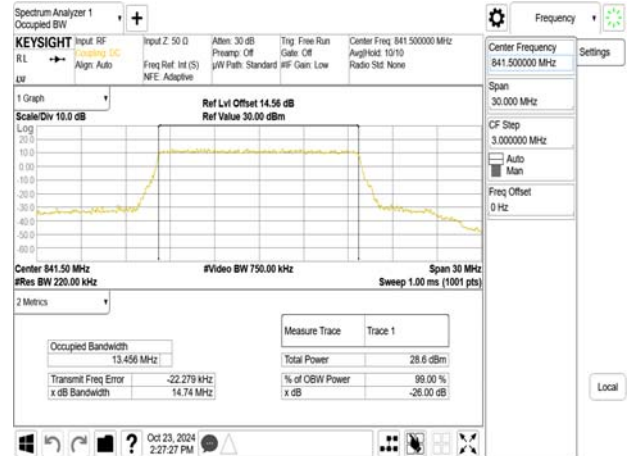 Spectrum Analyzer 1
Occupied BW
+
Frequency
KEYSIGHT
RL
LXI
Input: RF
Coupling: DC
Align: Auto
Input Z: 50 Ω
Freq Ref: Int (S)
NFE: Adaptive
Atten: 30 dB
Preamp: Off
µW Path: Standard
Trig: Free Run
Gate: Off
#IF Gain: Low
Center Freq: 841.500000 MHz
Avg|Hold: 10/10
Radio Std: None
Center Frequency
841.500000 MHz
Settings
Span
30.000 MHz
CF Step
3.000000 MHz
Auto
Man
Freq Offset
0 Hz
Local
1 Graph
Scale/Div 10.0 dB
Ref Lvl Offset 14.56 dB
Ref Value 30.00 dBm
Log
20.0
10.0
0.00
-10.0
-20.0
-30.0
-40.0
-50.0
-60.0
Center 841.50 MHz
#Video BW 750.00 kHz
Span 30 MHz
#Res BW 220.00 kHz
Sweep 1.00 ms (1001 pts)
2 Metrics
Measure Trace Trace 1
Occupied Bandwidth
13.456 MHz
Total Power 28.6 dBm
Transmit Freq Error -22.279 kHz
% of OBW Power 99.00 %
x dB Bandwidth 14.74 MHz
x dB -26.00 dB
?
Oct 23, 2024
2:27:27 PM